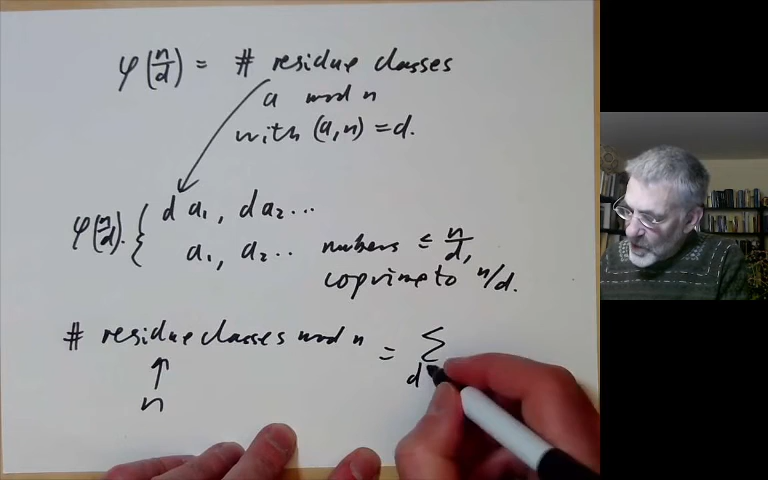 φ(n/d) = # residue classes
a mod n
with (a,n) = d.
φ(n/d). { d a₁, d a₂ ...
a₁, a₂ .. numbers ≤ n/d,
coprime to n/d.
# residue classes mod n = Σ
d
↑
n